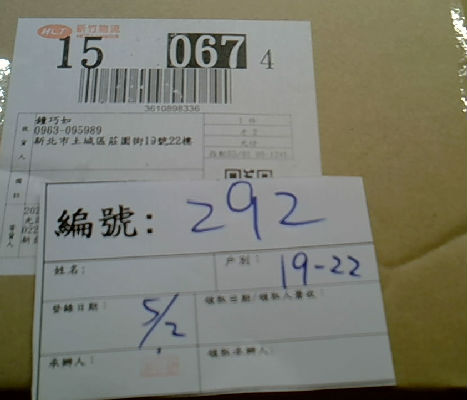 HCT 新竹物流
15 067 4
3610898336
鍾巧如
0963-095989
新北市土城區莊園街19號22樓
編號: 292
姓名:
戶別: 19-22
登錄日期: 5/2
領取日期/領取人簽收:
承辦人:
領取承辦人: